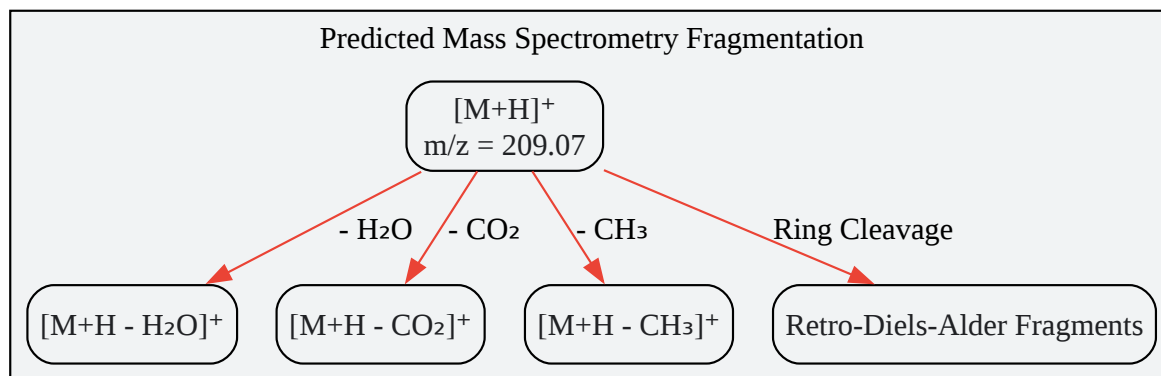 Predicted Mass Spectrometry Fragmentation
[M+H]⁺
m/z = 209.07
- H₂O
- CO₂
- CH₃
Ring Cleavage
[M+H - H₂O]⁺
[M+H - CO₂]⁺
[M+H - CH₃]⁺
Retro-Diels-Alder Fragments